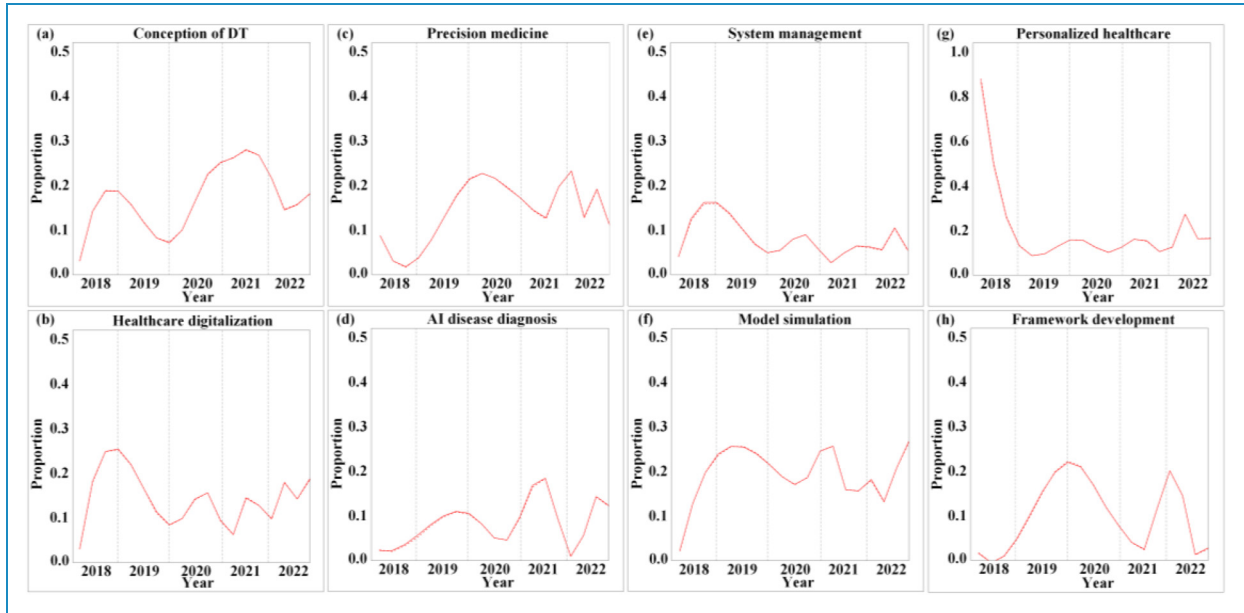 (a) Conception of DT
0.5
0.4
0.3
0.2
0.1
0.0
Proportion
2018 2019 2020 2021 2022
Year
(c) Precision medicine
0.5
0.4
0.3
0.2
0.1
0.0
Proportion
2018 2019 2020 2021 2022
Year
(e) System management
0.5
0.4
0.3
0.2
0.1
0.0
Proportion
2018 2019 2020 2021 2022
Year
(g) Personalized healthcare
1.0
0.8
0.6
0.4
0.2
0.0
Proportion
2018 2019 2020 2021 2022
Year
(b) Healthcare digitalization
0.5
0.4
0.3
0.2
0.1
0.0
Proportion
2018 2019 2020 2021 2022
Year
(d) AI disease diagnosis
0.5
0.4
0.3
0.2
0.1
0.0
Proportion
2018 2019 2020 2021 2022
Year
(f) Model simulation
0.5
0.4
0.3
0.2
0.1
0.0
Proportion
2018 2019 2020 2021 2022
Year
(h) Framework development
0.5
0.4
0.3
0.2
0.1
0.0
Proportion
2018 2019 2020 2021 2022
Year